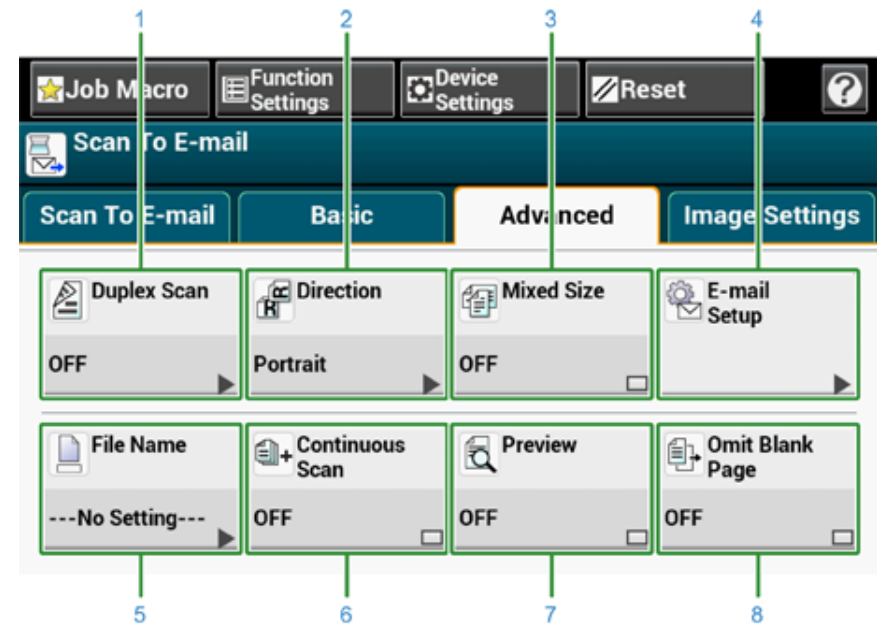 1 2 3 4
Job Macro
Function
Settings
Device
Settings
Reset
?
Scan To E-mail
Scan To E-mail Basic Advanced Image Settings
Duplex Scan
OFF
Direction
Portrait
Mixed Size
OFF
E-mail
Setup
File Name
---No Setting---
Continuous
Scan
OFF
Preview
OFF
Omit Blank
Page
OFF
5 6 7 8